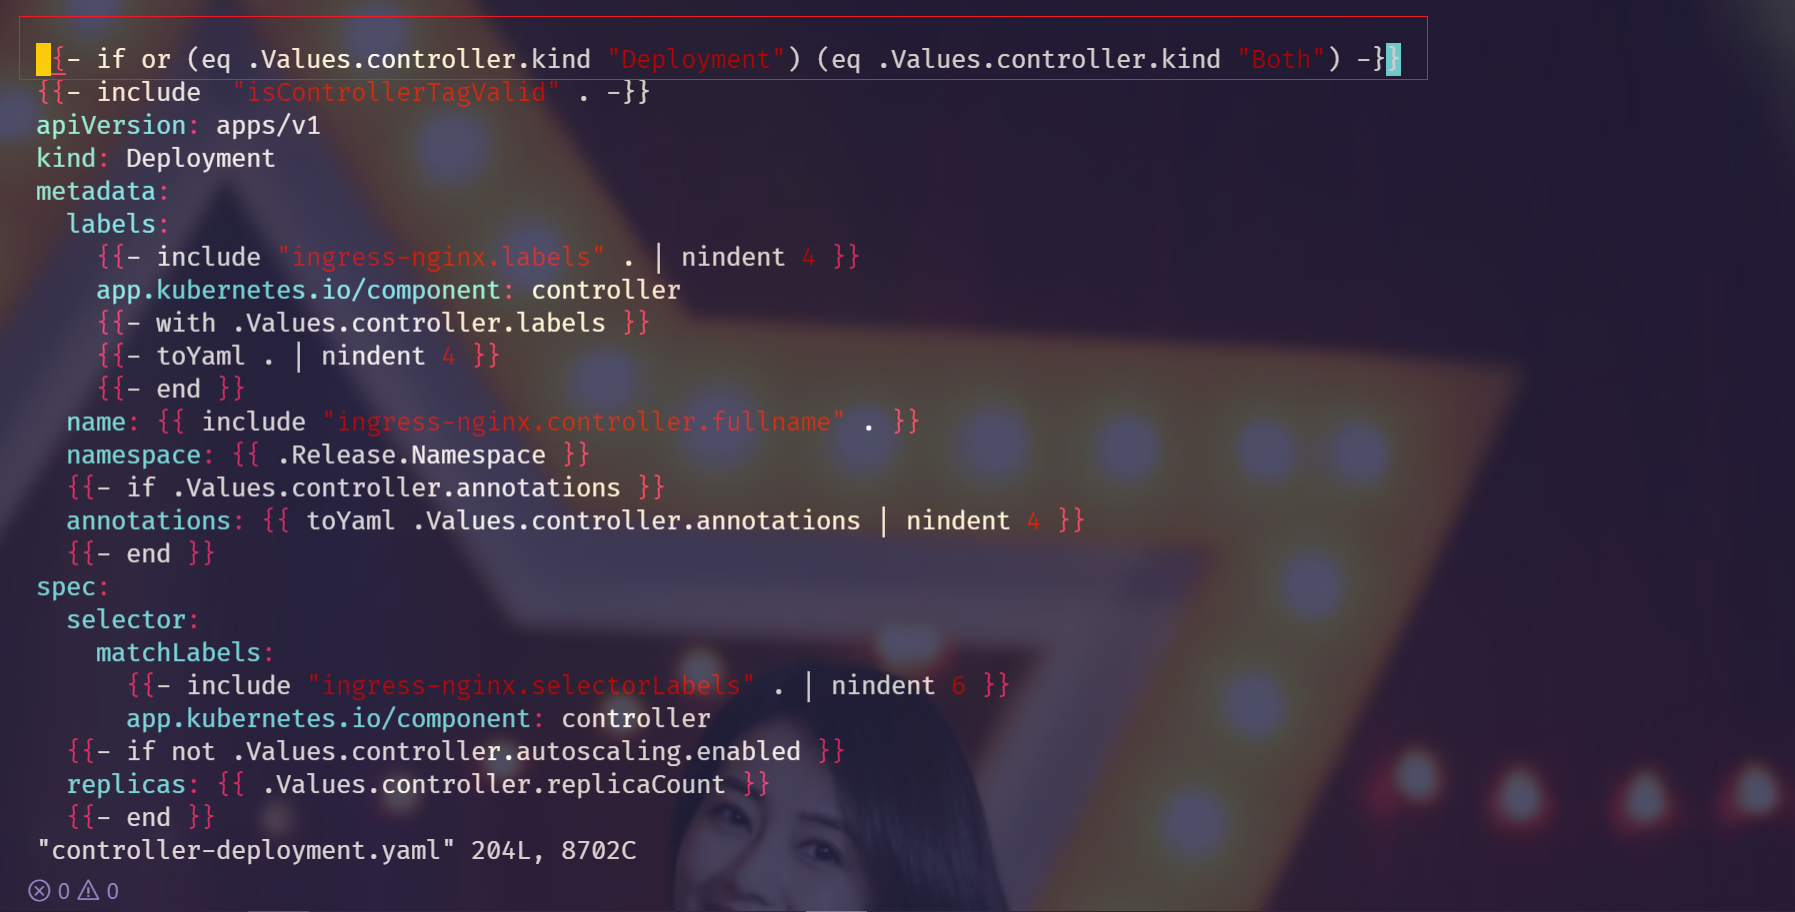 {{- if or (eq .Values.controller.kind "Deployment") (eq .Values.controller.kind "Both") -}}
{{- include  "isControllerTagValid" . -}}
apiVersion: apps/v1
kind: Deployment
metadata:
  labels:
    {{- include "ingress-nginx.labels" . | nindent 4 }}
    app.kubernetes.io/component: controller
    {{- with .Values.controller.labels }}
    {{- toYaml . | nindent 4 }}
    {{- end }}
  name: {{ include "ingress-nginx.controller.fullname" . }}
  namespace: {{ .Release.Namespace }}
  {{- if .Values.controller.annotations }}
  annotations: {{ toYaml .Values.controller.annotations | nindent 4 }}
  {{- end }}
spec:
  selector:
    matchLabels:
      {{- include "ingress-nginx.selectorLabels" . | nindent 6 }}
      app.kubernetes.io/component: controller
  {{- if not .Values.controller.autoscaling.enabled }}
  replicas: {{ .Values.controller.replicaCount }}
  {{- end }}
"controller-deployment.yaml" 204L, 8702C
0 0